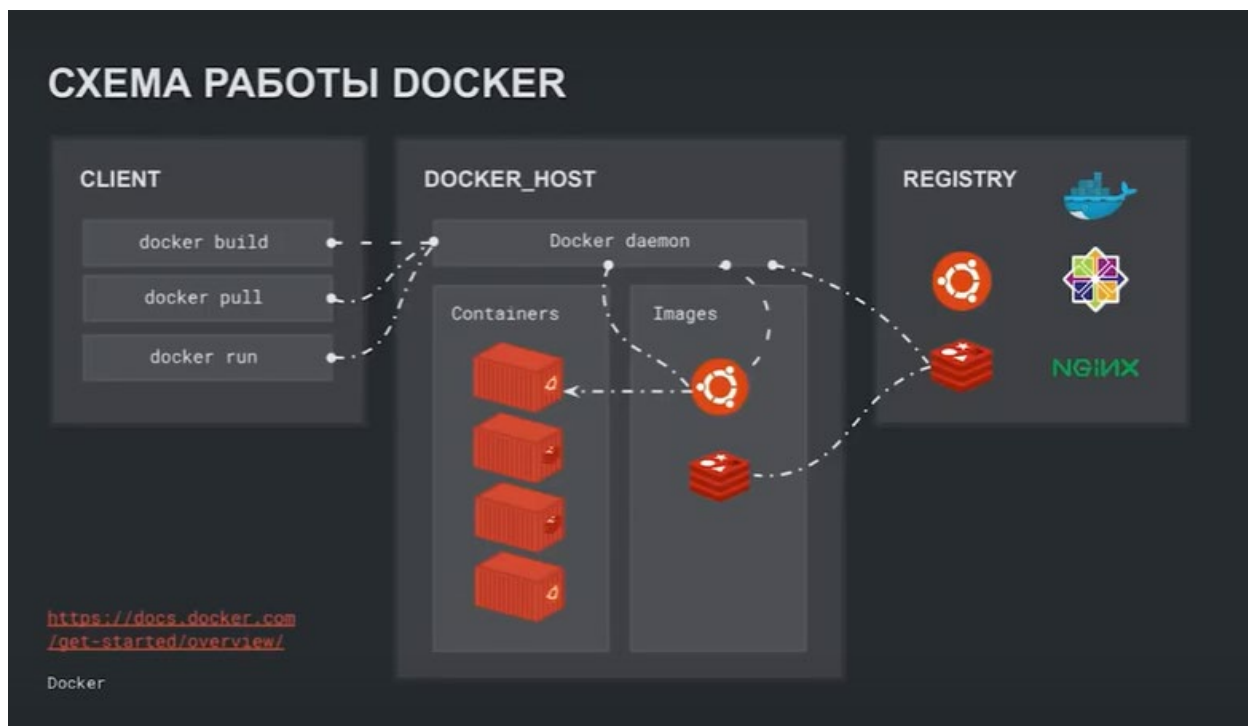 СХЕМА РАБОТЫ DOCKER
CLIENT
docker build
docker pull
docker run
DOCKER_HOST
Docker daemon
Containers
Images
REGISTRY
NGINX
https://docs.docker.com
/get-started/overview/
Docker